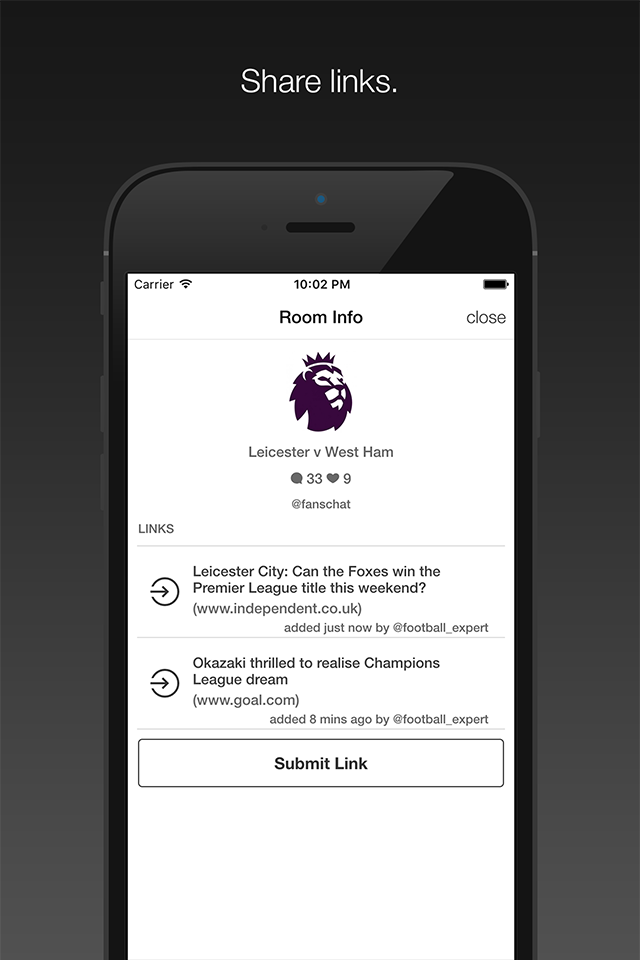 Share links.
Carrier 10:02 PM
Room Info close
Leicester v West Ham
33 9
@fanschat
LINKS
Leicester City: Can the Foxes win the
Premier League title this weekend?
(www.independent.co.uk)
added just now by @football_expert
Okazaki thrilled to realise Champions
League dream
(www.goal.com)
added 8 mins ago by @football_expert
Submit Link